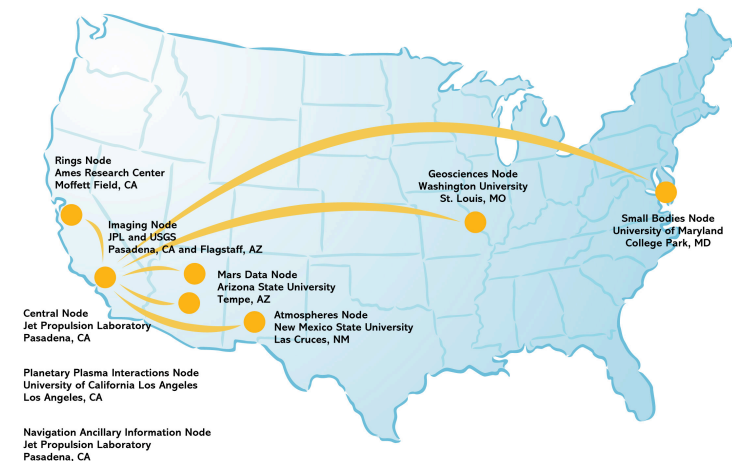 Rings Node
Ames Research Center
Moffett Field, CA
Imaging Node
JPL and USGS
Pasadena, CA and Flagstaff, AZ
Geosciences Node
Washington University
St. Louis, MO
Small Bodies Node
University of Maryland
College Park, MD
Mars Data Node
Arizona State University
Tempe, AZ
Central Node
Jet Propulsion Laboratory
Pasadena, CA
Atmospheres Node
New Mexico State University
Las Cruces, NM
Planetary Plasma Interactions Node
University of California Los Angeles
Los Angeles, CA
Navigation Ancillary Information Node
Jet Propulsion Laboratory
Pasadena, CA